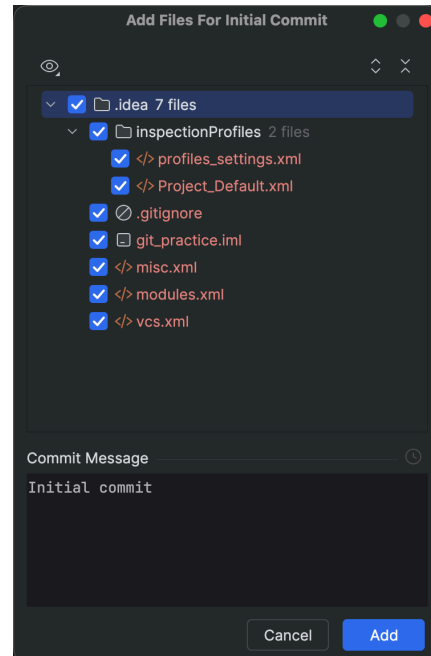 Add Files For Initial Commit
.idea 7 files
inspectionProfiles 2 files
</> profiles_settings.xml
</> Project_Default.xml
.gitignore
git_practice.iml
</> misc.xml
</> modules.xml
</> vcs.xml
Commit Message
Initial commit
Cancel Add